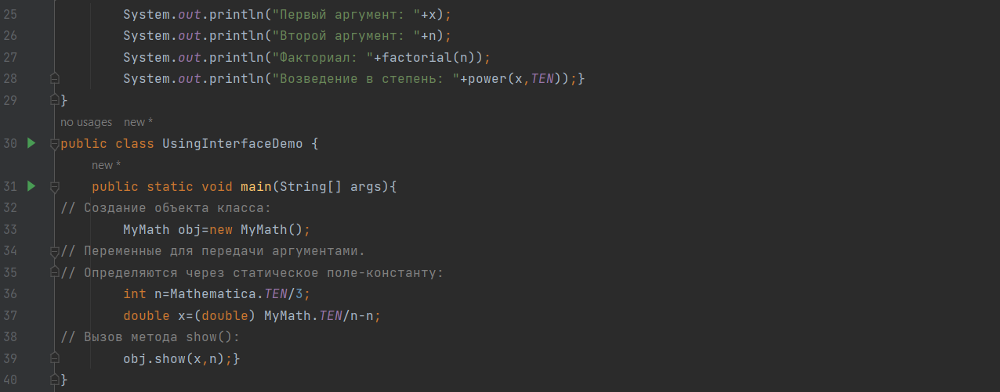 25 System.out.println("Первый аргумент: "+x);
26 System.out.println("Второй аргумент: "+n);
27 System.out.println("Факториал: "+factorial(n));
28 System.out.println("Возведение в степень: "+power(x,TEN));}
29 }
no usages new *
30 public class UsingInterfaceDemo {
new *
31 public static void main(String[] args){
32 // Создание объекта класса:
33 MyMath obj=new MyMath();
34 // Переменные для передачи аргументами.
35 // Определяются через статическое поле-константу:
36 int n=Mathematica.TEN/3;
37 double x=(double) MyMath.TEN/n-n;
38 // Вызов метода show():
39 obj.show(x,n);}
40 }